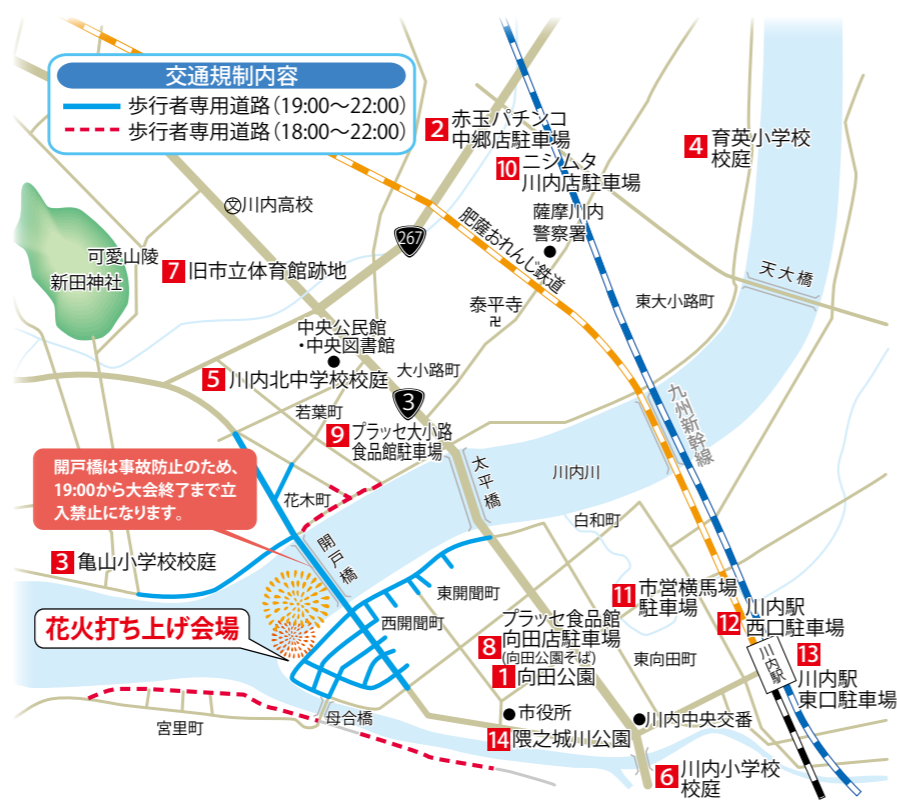 交通規制内容
歩行者専用道路(19:00〜22:00)
歩行者専用道路(18:00〜22:00)
2 赤玉パチンコ
中郷店駐車場
10 ニシムタ
川内店駐車場
4 育英小学校
校庭
文川内高校
薩摩川内
警察署
267
肥薩おれんじ鉄道
可愛山陵
新田神社
7 旧市立体育館跡地
天大橋
東大小路町
泰平寺
卍
中央公民館
・中央図書館
大小路町
5 川内北中学校校庭
3
若葉町
九州新幹線
9 プラッセ大小路
食品館駐車場
太平橋
川内川
開戸橋は事故防止のため、
19:00から大会終了まで立
入禁止になります。
花木町
白和町
開戸橋
3 亀山小学校校庭
東開聞町
11 市営横馬場
駐車場
12 川内駅
西口駐車場
花火打ち上げ会場
西開聞町
プラッセ食品館
8 向田店駐車場
(向田公園そば)
東向田町
川内駅
13
川内駅
東口駐車場
1 向田公園
宮里町
母合橋
市役所
川内中央交番
14 隈之城川公園
6 川内小学校
校庭